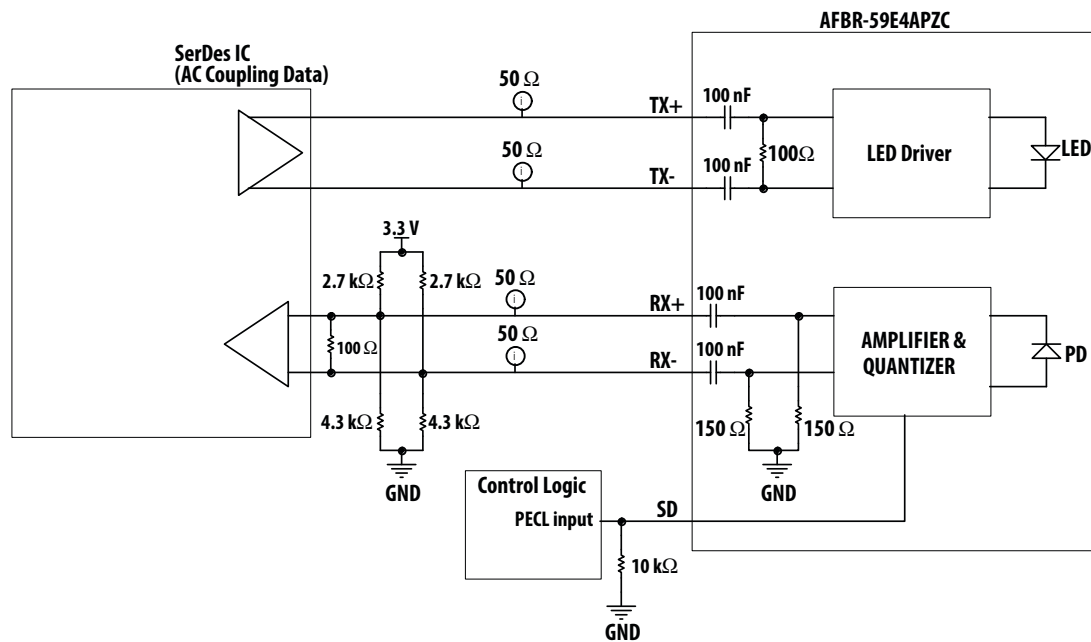 AFBR-59E4APZC
SerDes IC
(AC Coupling Data)
50 Ω
i
TX+
100 nF
50 Ω
i
TX-
100 nF
100Ω
LED Driver
LED
3.3 V
2.7 kΩ
2.7 kΩ
50 Ω
i
RX+
100 nF
100 Ω
50 Ω
i
RX-
100 nF
AMPLIFIER &
QUANTIZER
PD
4.3 kΩ
4.3 kΩ
150 Ω
150 Ω
GND
GND
Control Logic
PECL input
SD
10 kΩ
GND